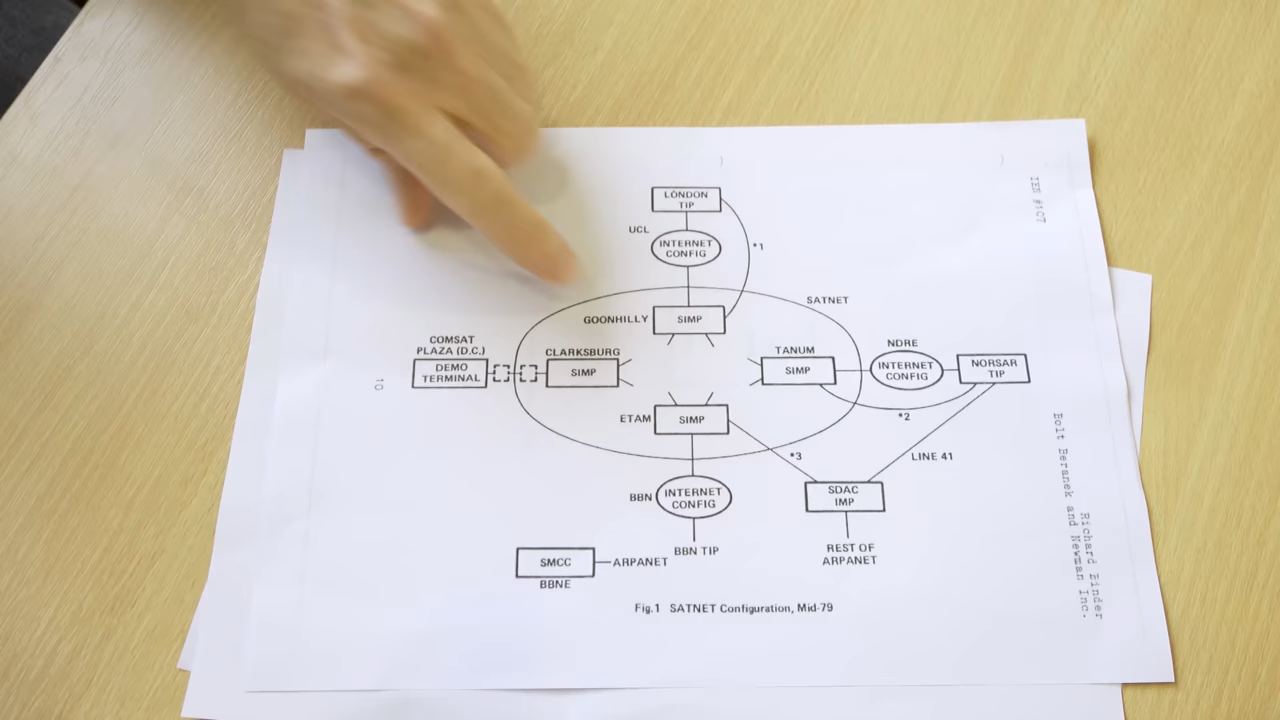 IEN #107
LONDON
TIP
UCL
INTERNET
CONFIG
*1
SATNET
GOONHILLY
SIMP
COMSAT
PLAZA (D.C.)
DEMO
TERMINAL
CLARKSBURG
SIMP
TANUM
SIMP
NDRE
INTERNET
CONFIG
NORSAR
TIP
*2
10
ETAM
SIMP
*3
LINE 41
BBN
INTERNET
CONFIG
SDAC
IMP
BBN TIP
REST OF
ARPANET
SMCC
ARPANET
BBNE
Fig.1 SATNET Configuration, Mid-79
Richard Binder
Bolt Beranek and Newman Inc.